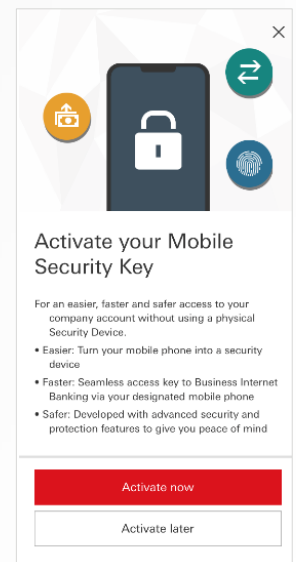 Activate your Mobile
Security Key
For an easier, faster and safer access to your
company account without using a physical
Security Device.
• Easier: Turn your mobile phone into a security
device
• Faster: Seamless access key to Business Internet
Banking via your designated mobile phone
• Safer: Developed with advanced security and
protection features to give you peace of mind
Activate now
Activate later